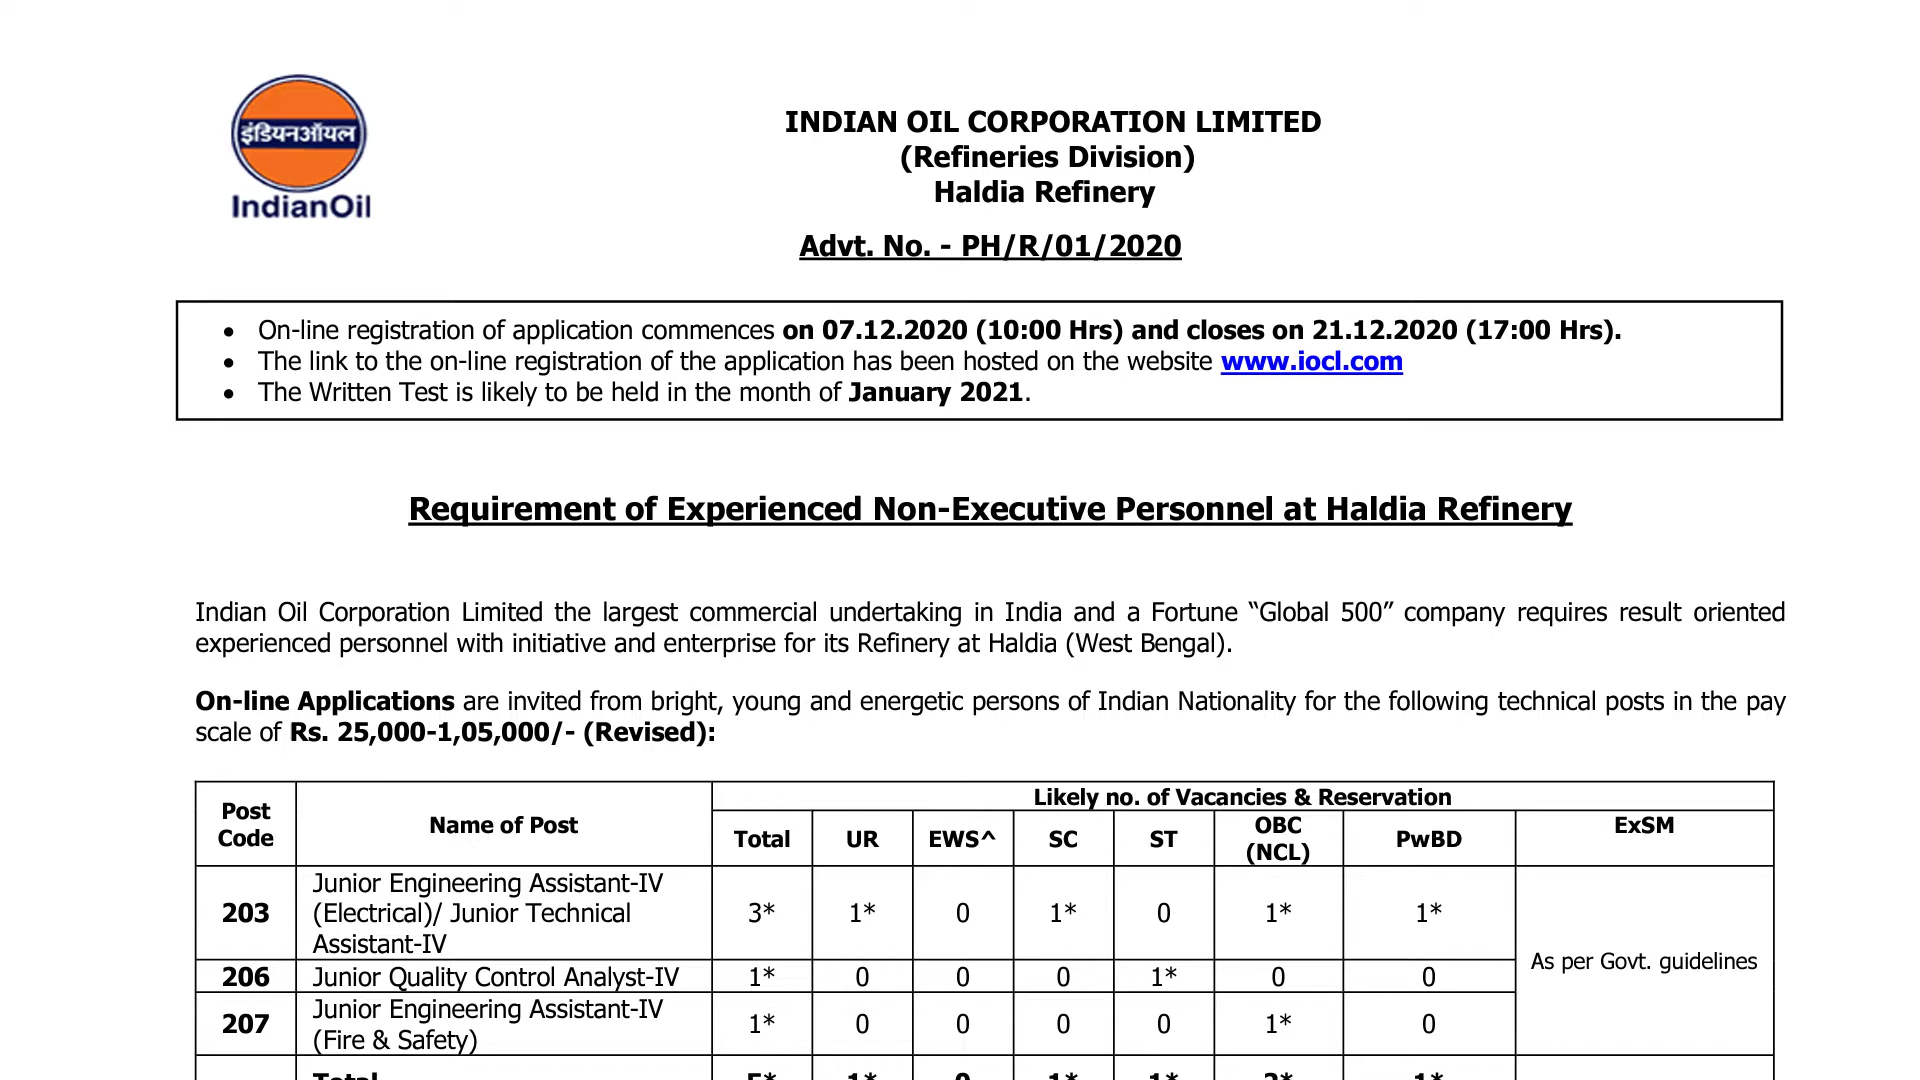 इंडियनऑयल
IndianOil
INDIAN OIL CORPORATION LIMITED
(Refineries Division)
Haldia Refinery
Advt. No. - PH/R/01/2020
• On-line registration of application commences on 07.12.2020 (10:00 Hrs) and closes on 21.12.2020 (17:00 Hrs).
• The link to the on-line registration of the application has been hosted on the website www.iocl.com
• The Written Test is likely to be held in the month of January 2021.
Requirement of Experienced Non-Executive Personnel at Haldia Refinery
Indian Oil Corporation Limited the largest commercial undertaking in India and a Fortune “Global 500” company requires result oriented
experienced personnel with initiative and enterprise for its Refinery at Haldia (West Bengal).
On-line Applications are invited from bright, young and energetic persons of Indian Nationality for the following technical posts in the pay
scale of Rs. 25,000-1,05,000/- (Revised):
Post Code Name of Post Likely no. of Vacancies & Reservation
Total UR EWS^ SC ST OBC (NCL) PwBD ExSM
203 Junior Engineering Assistant-IV
(Electrical)/ Junior Technical 3* 1* 0 1* 0 1* 1*
Assistant-IV
As per Govt. guidelines
206 Junior Quality Control Analyst-IV 1* 0 0 0 1* 0 0
207 Junior Engineering Assistant-IV
(Fire & Safety) 1* 0 0 0 0 1* 0
Total 5* 1* 0 1* 1* 2* 1*